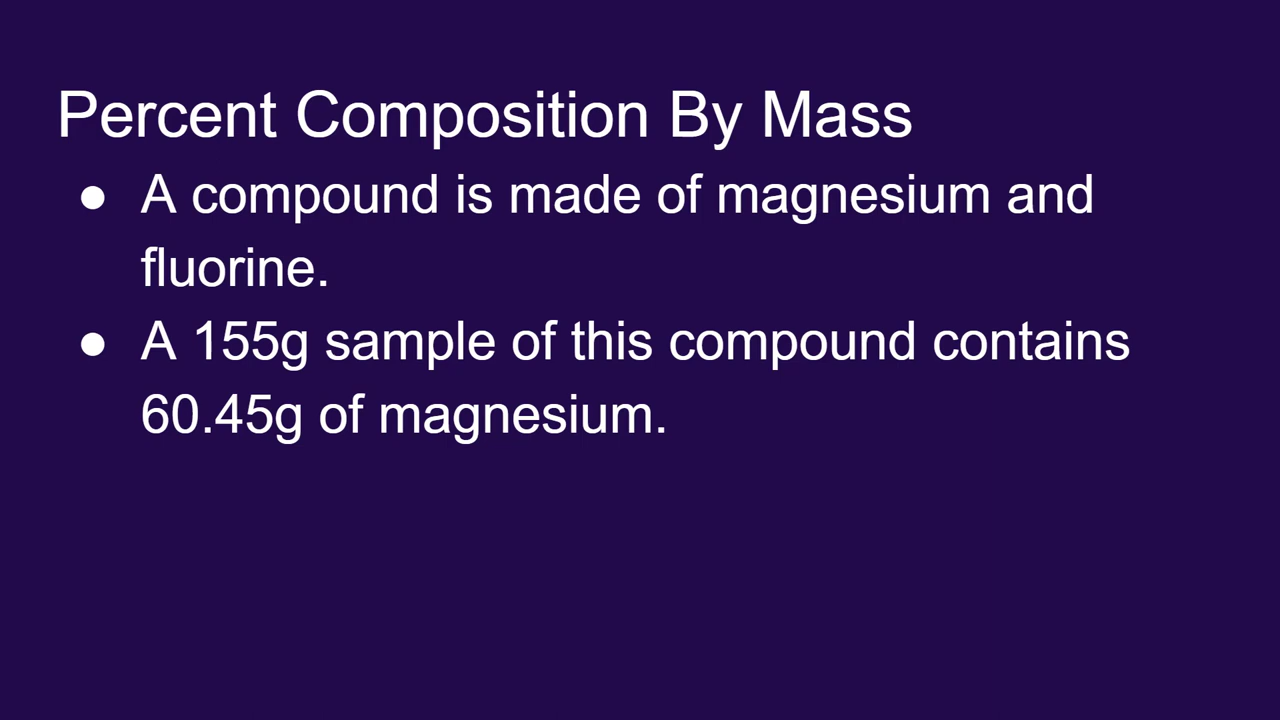 Percent Composition By Mass
● A compound is made of magnesium and
fluorine.
● A 155g sample of this compound contains
60.45g of magnesium.